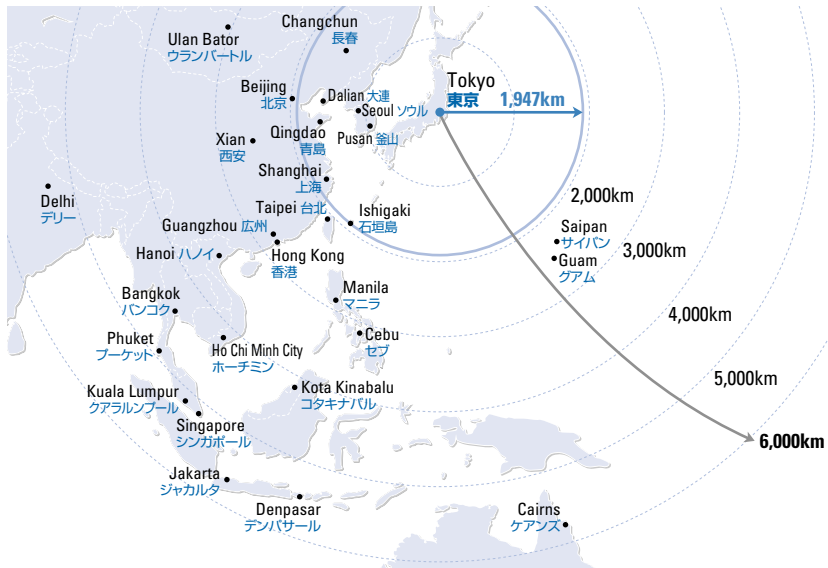 Changchun
長春
Ulan Bator
ウランバートル
Tokyo
東京
1,947km
Beijing
北京
Dalian 大連
Seoul ソウル
Qingdao
青島
Pusan 釜山
Xian
西安
Shanghai
上海
Delhi
デリー
2,000km
Taipei 台北
Ishigaki
石垣島
Guangzhou 広州
Saipan
サイパン
3,000km
Hanoi ハノイ
Hong Kong
香港
Guam
グアム
Bangkok
バンコク
Manila
マニラ
4,000km
Phuket
プーケット
Ho Chi Minh City
ホーチミン
Cebu
セブ
5,000km
Kuala Lumpur
クアラルンプール
Kota Kinabalu
コタキナバル
Singapore
シンガポール
6,000km
Jakarta
ジャカルタ
Denpasar
デンパサール
Cairns
ケアンズ